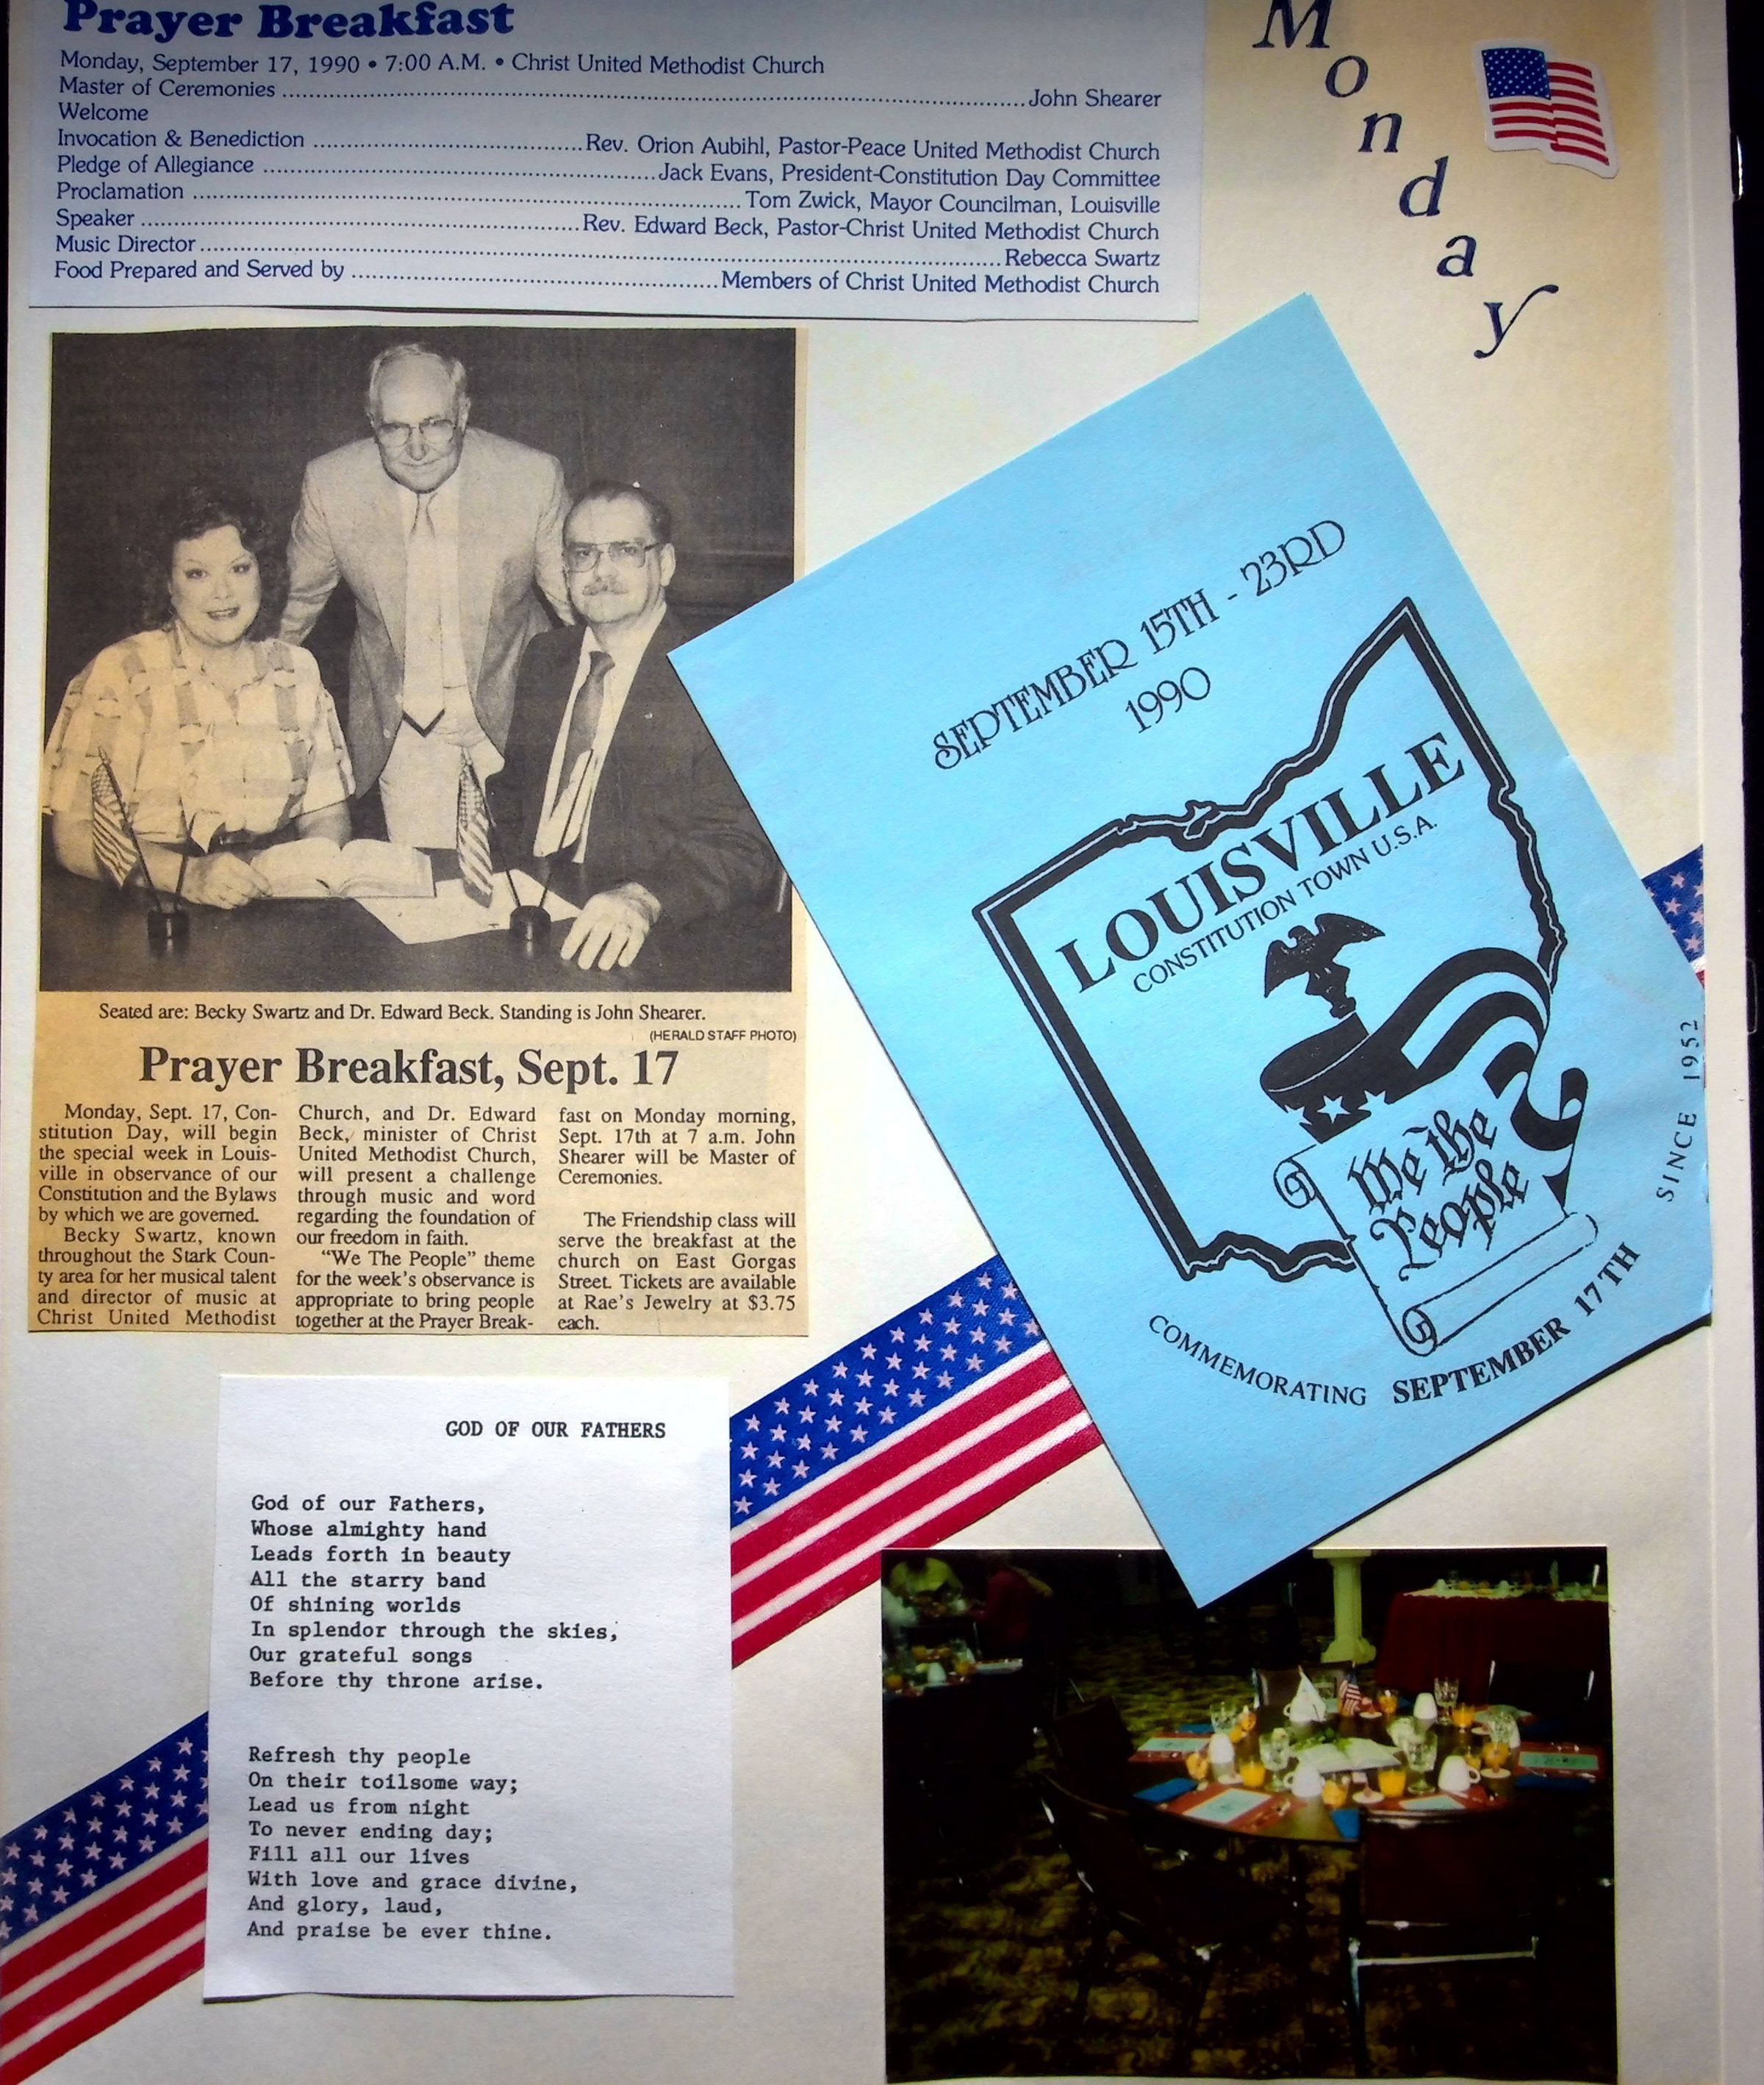 Prayer Breakfast
Monday, September 17, 1990 • 7:00 A.M. • Christ United Methodist Church
Master of Ceremonies ........ John Shearer
Welcome
Invocation & Benediction ........ Rev. Orion Aubihl, Pastor-Peace United Methodist Church
Pledge of Allegiance ........ Jack Evans, President-Constitution Day Committee
Proclamation ........ Tom Zwick, Mayor Councilman, Louisville
Speaker ........ Rev. Edward Beck, Pastor-Christ United Methodist Church
Music Director ........ Rebecca Swartz
Food Prepared and Served by ........ Members of Christ United Methodist Church
Monday
Seated are: Becky Swartz and Dr. Edward Beck. Standing is John Shearer.
(HERALD STAFF PHOTO)
Prayer Breakfast, Sept. 17
Monday, Sept. 17, Con-
stitution Day, will begin
the special week in Louis-
ville in observance of our
Constitution and the Bylaws
by which we are governed.
Becky Swartz, known
throughout the Stark Coun-
ty area for her musical talent
and director of music at
Christ United Methodist
Church, and Dr. Edward
Beck, minister of Christ
United Methodist Church,
will present a challenge
through music and word
regarding the foundation of
our freedom in faith.
"We The People" theme
for the week's observance is
appropriate to bring people
together at the Prayer Break-
fast on Monday morning,
Sept. 17th at 7 a.m. John
Shearer will be Master of
Ceremonies.
The Friendship class will
serve the breakfast at the
church on East Gorgas
Street. Tickets are available
at Rae's Jewelry at $3.75
each.
SEPTEMBER 15TH - 23RD
1990
LOUISVILLE
CONSTITUTION TOWN U.S.A.
We the
People
COMMEMORATING SEPTEMBER 17TH SINCE 1952
GOD OF OUR FATHERS
God of our Fathers,
Whose almighty hand
Leads forth in beauty
All the starry band
Of shining worlds
In splendor through the skies,
Our grateful songs
Before thy throne arise.
Refresh thy people
On their toilsome way;
Lead us from night
To never ending day;
Fill all our lives
With love and grace divine,
And glory, laud,
And praise be ever thine.